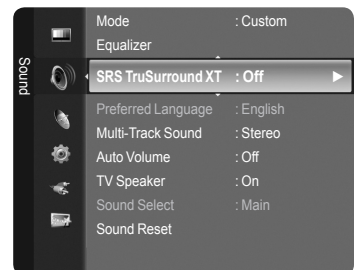 Sound
Mode : Custom
Equalizer
SRS TruSurround XT : Off
Preferred Language : English
Multi-Track Sound : Stereo
Auto Volume : Off
TV Speaker : On
Sound Select : Main
Sound Reset